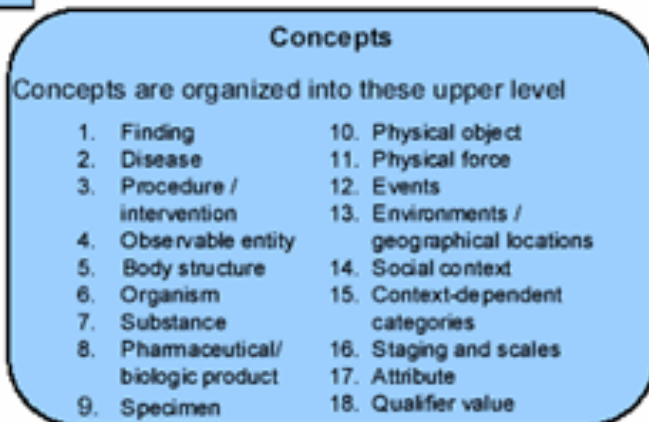 Concepts
Concepts are organized into these upper level
1. Finding
2. Disease
3. Procedure /
intervention
4. Observable entity
5. Body structure
6. Organism
7. Substance
8. Pharmaceutical/
biologic product
9. Specimen
10. Physical object
11. Physical force
12. Events
13. Environments /
geographical locations
14. Social context
15. Context-dependent
categories
16. Staging and scales
17. Attribute
18. Qualifier value